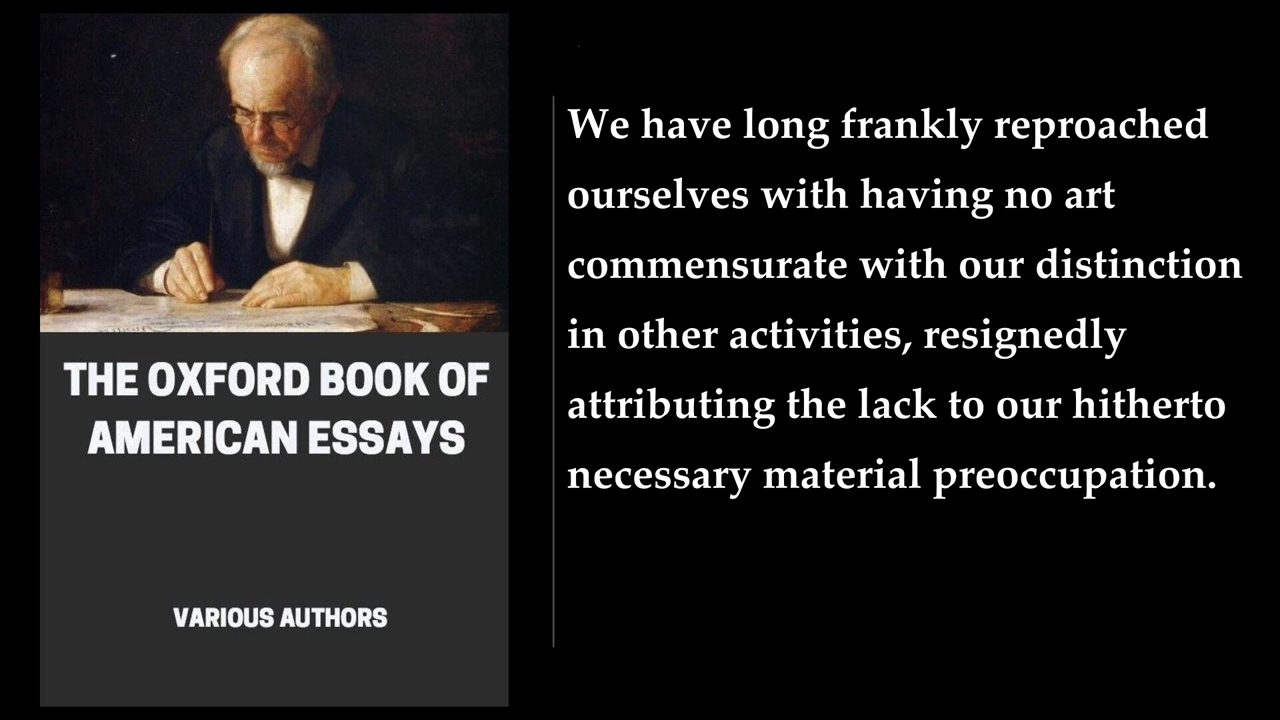 THE OXFORD BOOK OF
AMERICAN ESSAYS
VARIOUS AUTHORS
We have long frankly reproached
ourselves with having no art
commensurate with our distinction
in other activities, resignedly
attributing the lack to our hitherto
necessary material preoccupation.